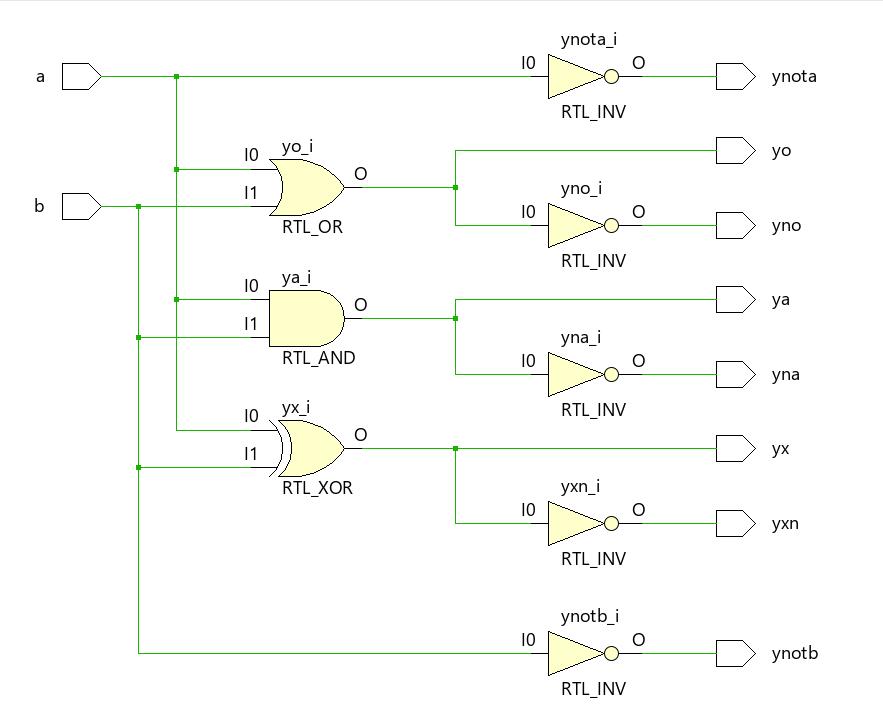 ynota_i
a I0 O ynota
RTL_INV
yo_i
I0 O yo
b I1 yno_i
RTL_OR I0 O yno
RTL_INV
ya_i
I0 O ya
I1 yna_i
RTL_AND I0 O yna
yx_i RTL_INV
I0 O yx
I1 yxn_i
RTL_XOR I0 O yxn
RTL_INV
ynotb_i
I0 O ynotb
RTL_INV